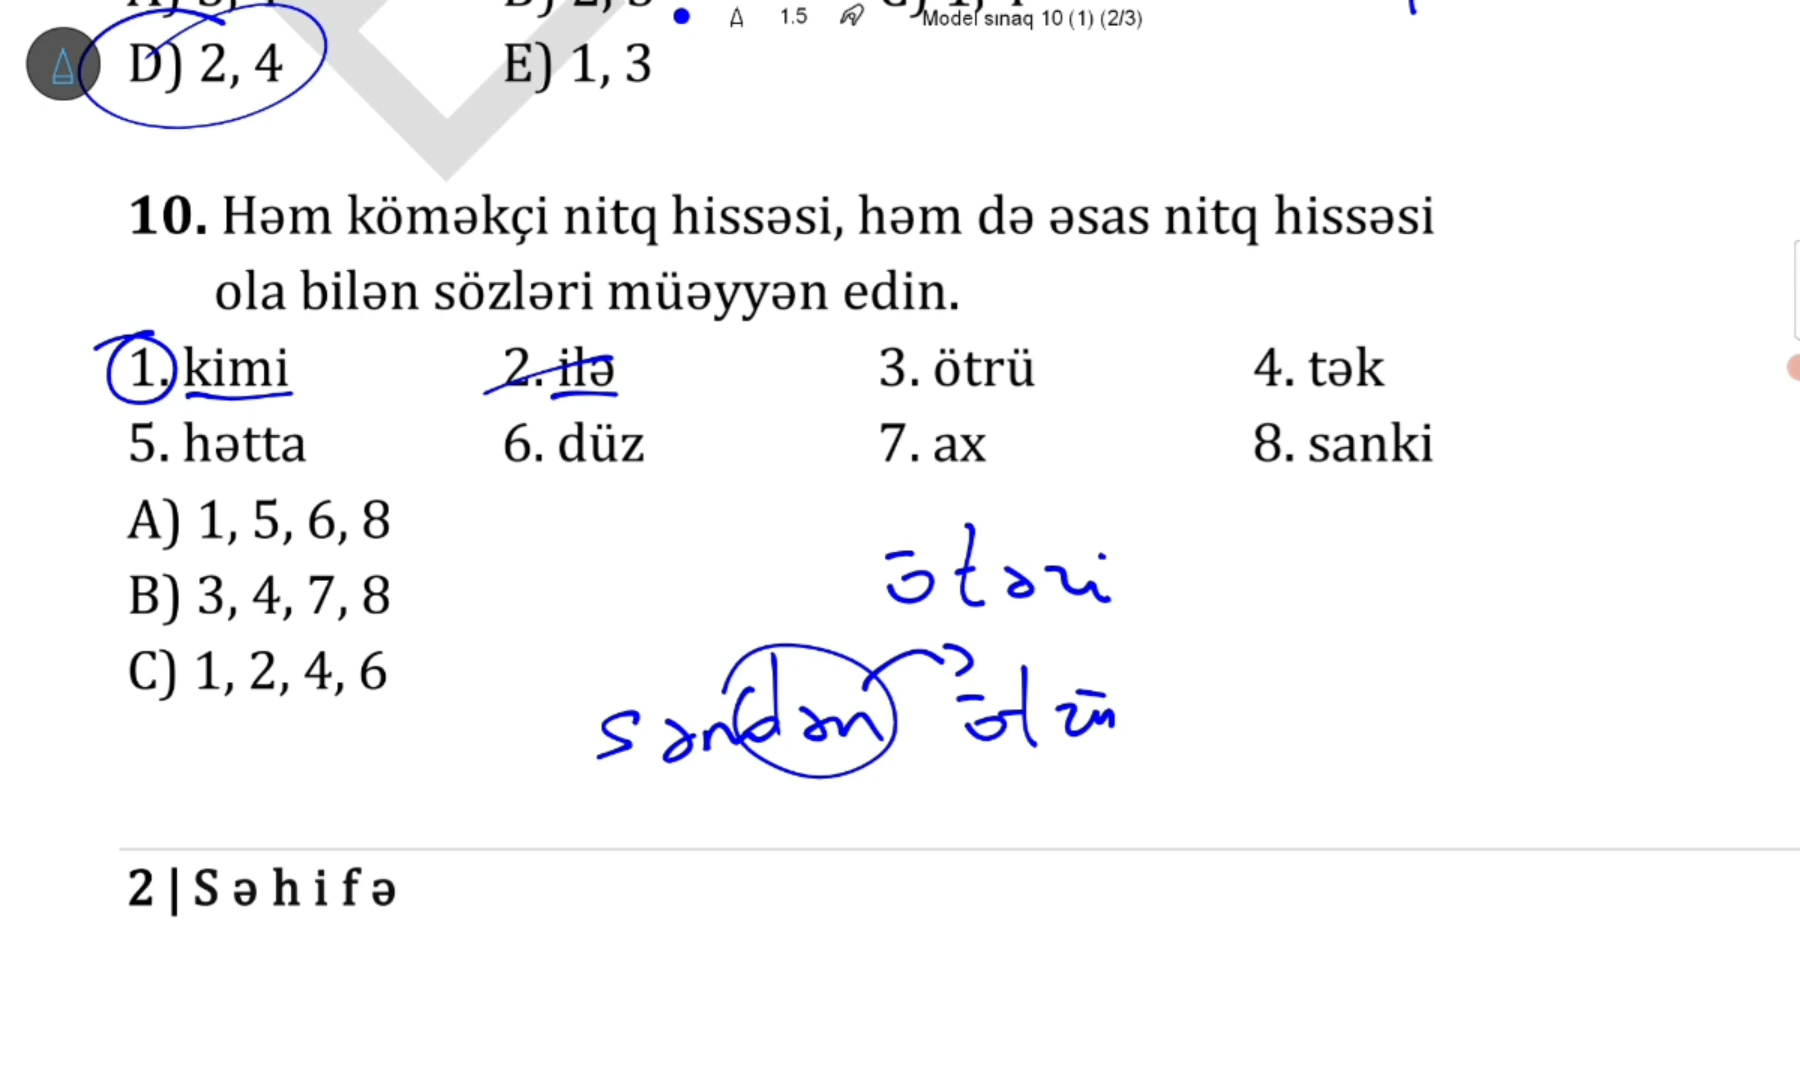 1.5 Model sınaq 10 (1) (2/3)
D) 2, 4 E) 1, 3
10. Həm köməkçi nitq hissəsi, həm də əsas nitq hissəsi
ola bilən sözləri müəyyən edin.
1. kimi 2. ilə 3. ötrü 4. tək
5. hətta 6. düz 7. ax 8. sanki
A) 1, 5, 6, 8
B) 3, 4, 7, 8
C) 1, 2, 4, 6
ötəri
səndən
2 | S ə h i f ə